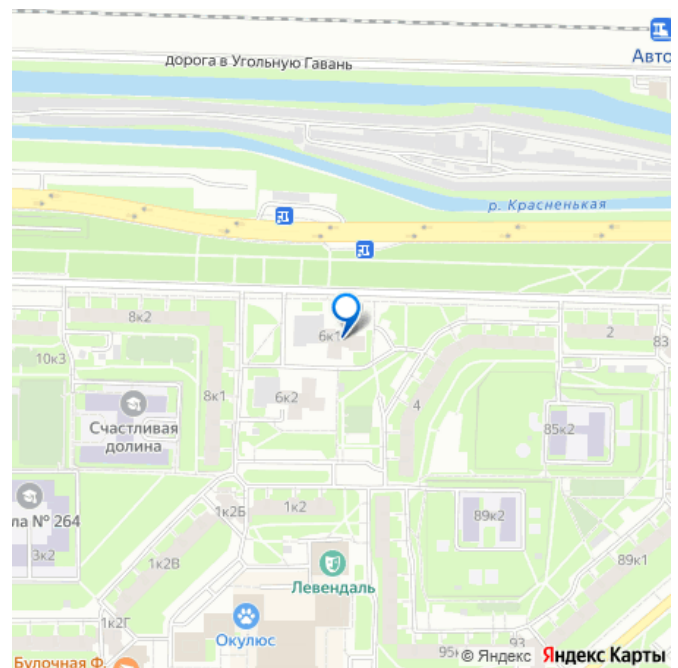 дорога в Угольную Гавань
Авто
р. Красненькая
8к2
6к1
2
83
10к3
8к1
6к2
4
Счастливая
долина
85к2
ла № 264
1к2Б
1к2
89к2
3к2
1к2В
Левендаль
89к1
1к2Г
Окулюс
93
Булочная Ф.
95к
© Яндекс Яндекс Карты